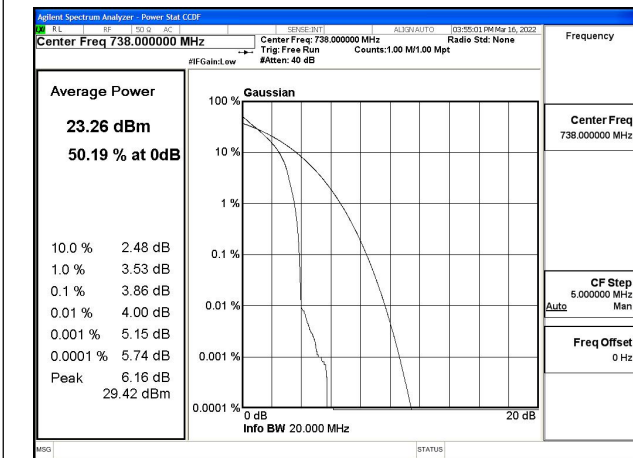 Agilent Spectrum Analyzer - Power Stat CCDF
RL RF 50 Ω AC SENSE:INT ALIGN AUTO 03:55:01 PM Mar 16, 2022
Center Freq 738.000000 MHz
Center Freq: 738.000000 MHz Radio Std: None
Trig: Free Run Counts:1.00 M/1.00 Mpt
#IFGain:Low #Atten: 40 dB
Frequency
Average Power
23.26 dBm
50.19 % at 0dB
10.0 % 2.48 dB
1.0 % 3.53 dB
0.1 % 3.86 dB
0.01 % 4.00 dB
0.001 % 5.15 dB
0.0001 % 5.74 dB
Peak 6.16 dB
29.42 dBm
Gaussian
100 %
10 %
1 %
0.1 %
0.01 %
0.001 %
0.0001 %
0 dB 20 dB
Info BW 20.000 MHz
Center Freq
738.000000 MHz
CF Step
5.000000 MHz
Auto Man
Freq Offset
0 Hz
MSG STATUS